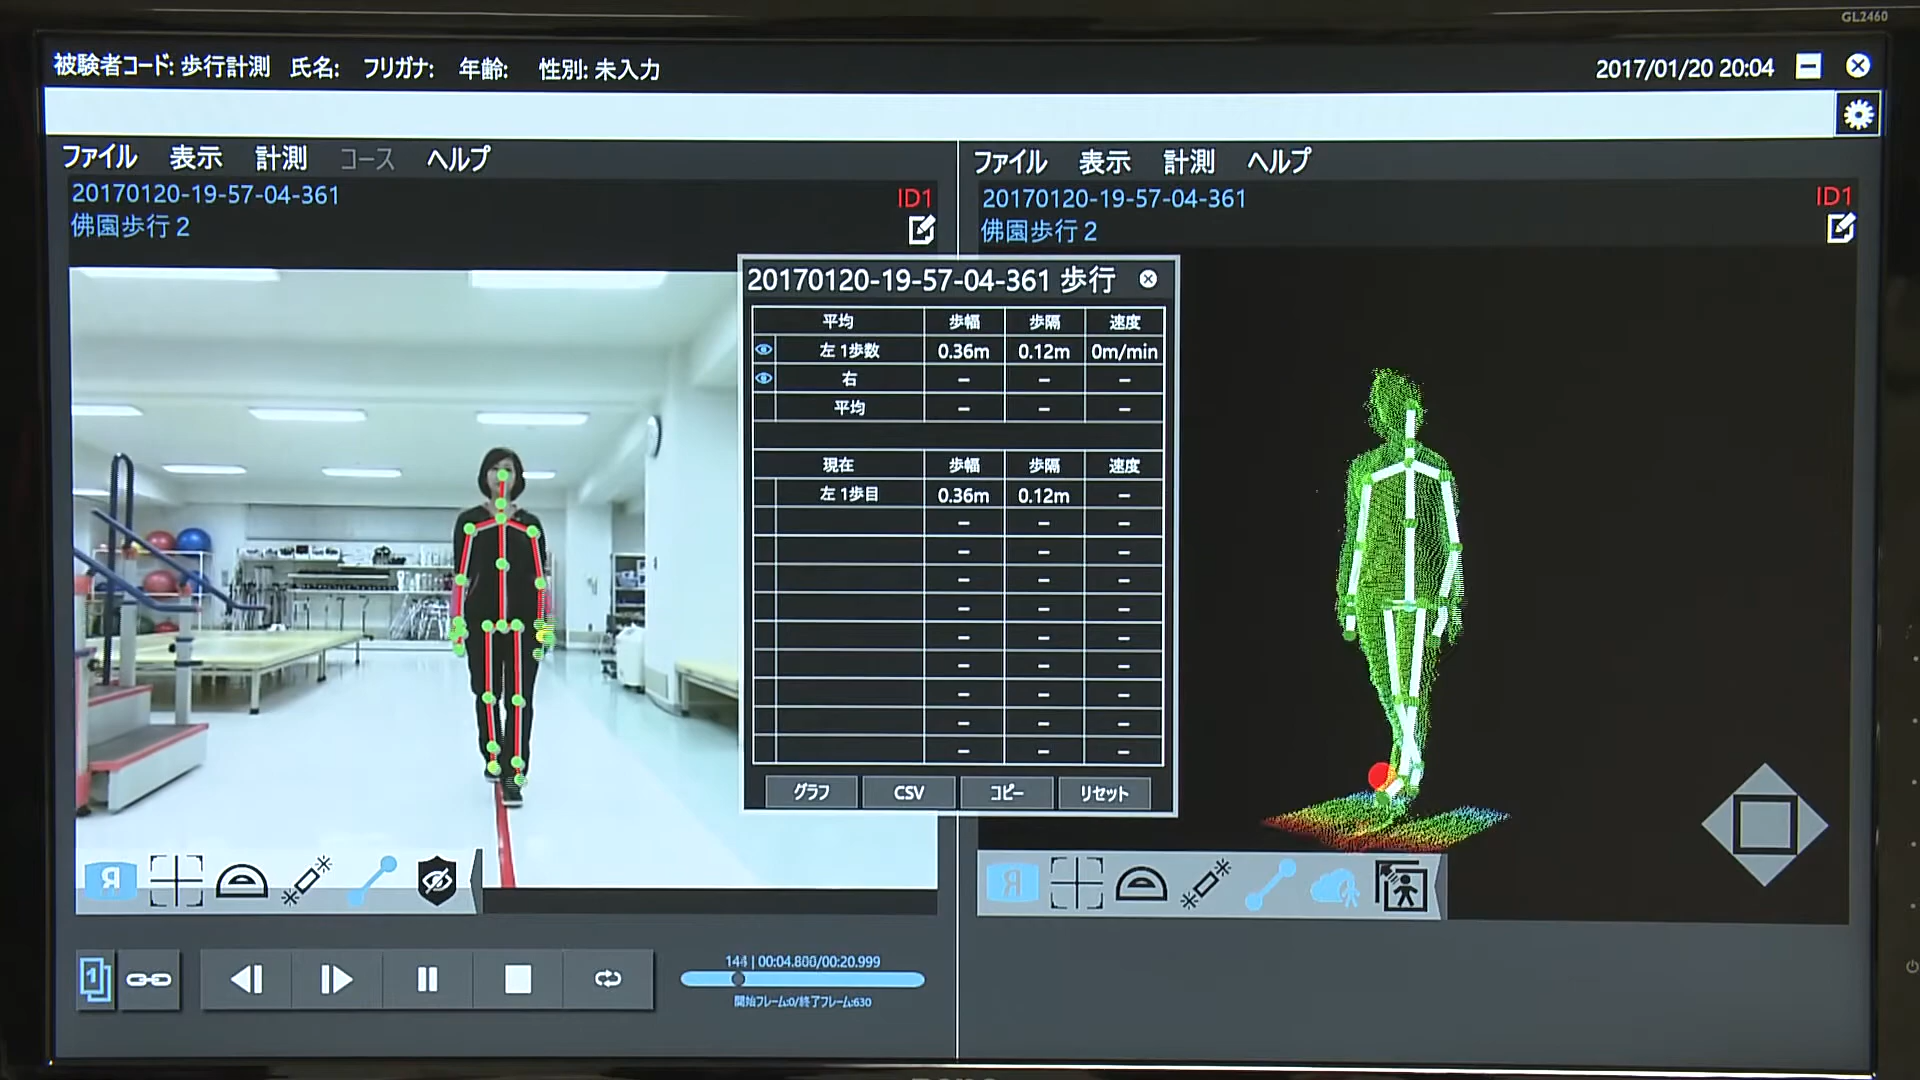 GL2460
被験者コード: 歩行計測 氏名: フリガナ: 年齢: 性別: 未入力
2017/01/20 20:04
ファイル 表示 計測 コース ヘルプ
20170120-19-57-04-361
ID1
佛園歩行 2
ファイル 表示 計測 ヘルプ
20170120-19-57-04-361
ID1
佛園歩行 2
20170120-19-57-04-361 歩行
平均 歩幅 歩隔 速度
左 1歩数 0.36m 0.12m 0m/min
右 – – –
平均 – – –
現在 歩幅 歩隔 速度
左 1歩目 0.36m 0.12m –
– – –
– – –
– – –
– – –
– – –
– – –
– – –
– – –
– – –
グラフ CSV コピー リセット
144 | 00:04.800/00:20.999
開始フレーム:0/終了フレーム:630
1